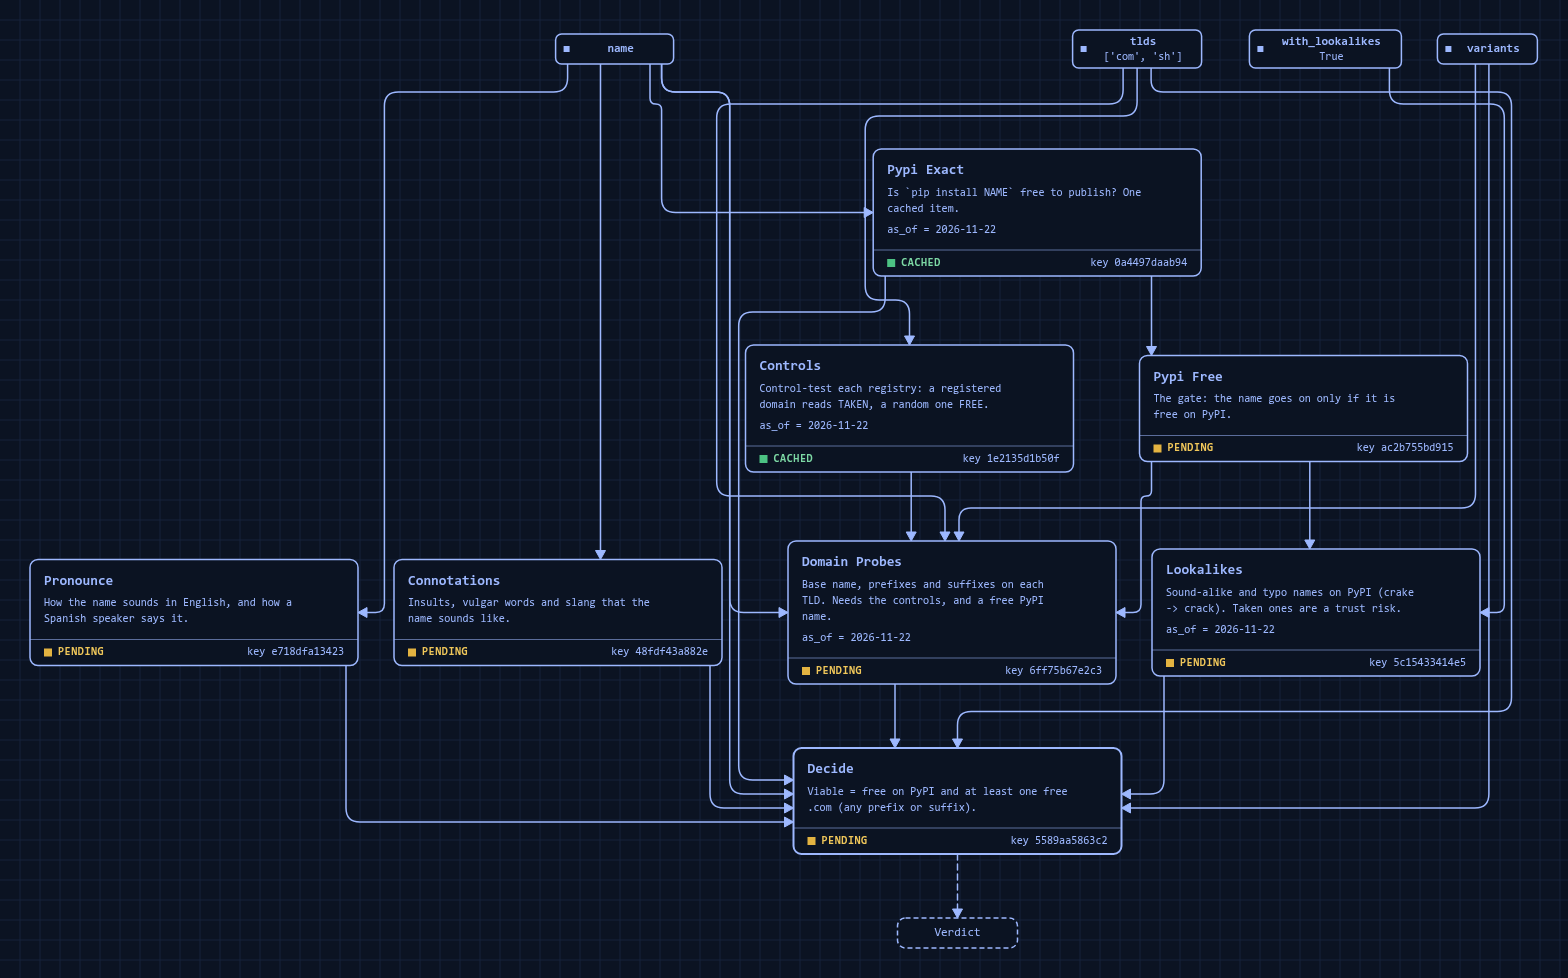 name
tlds
['com', 'sh']
with_lookalikes
True
variants
Pypi Exact
Is `pip install NAME` free to publish? One
cached item.
as_of = 2026-11-22
CACHED
key 0a4497daab94
Controls
Control-test each registry: a registered
domain reads TAKEN, a random one FREE.
as_of = 2026-11-22
CACHED
key 1e2135d1b50f
Pypi Free
The gate: the name goes on only if it is
free on PyPI.
PENDING
key ac2b755bd915
Pronounce
How the name sounds in English, and how a
Spanish speaker says it.
PENDING
key e718dfa13423
Connotations
Insults, vulgar words and slang that the
name sounds like.
PENDING
key 48fdf43a882e
Domain Probes
Base name, prefixes and suffixes on each
TLD. Needs the controls, and a free PyPI
name.
as_of = 2026-11-22
PENDING
key 6ff75b67e2c3
Lookalikes
Sound-alike and typo names on PyPI (crake
-> crack). Taken ones are a trust risk.
as_of = 2026-11-22
PENDING
key 5c15433414e5
Decide
Viable = free on PyPI and at least one free
.com (any prefix or suffix).
PENDING
key 5589aa5863c2
Verdict